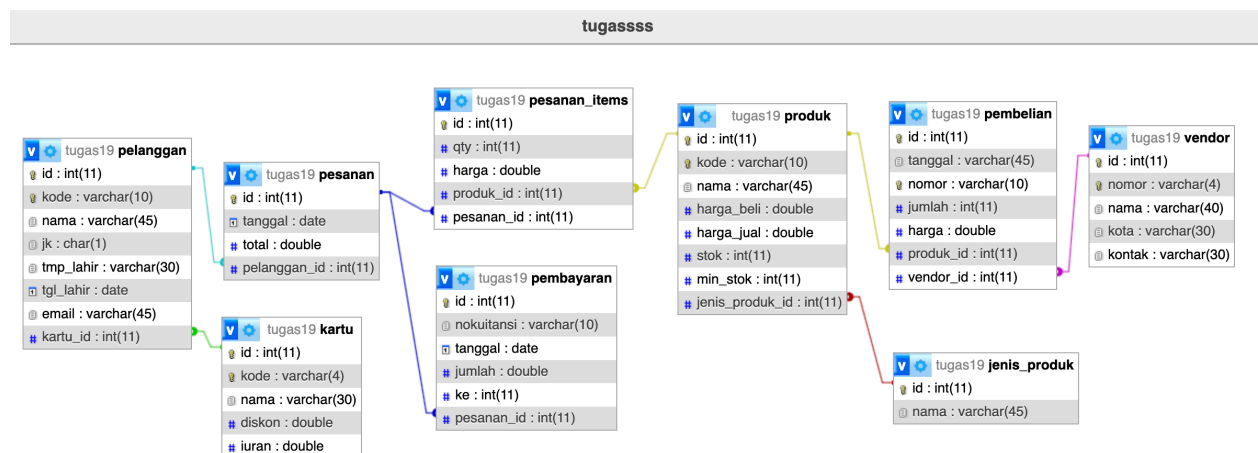 tugassss
tugas19 pelanggan
id : int(11)
kode : varchar(10)
nama : varchar(45)
jk : char(1)
tmp_lahir : varchar(30)
tgl_lahir : date
email : varchar(45)
kartu_id : int(11)
tugas19 pesanan
id : int(11)
tanggal : date
total : double
pelanggan_id : int(11)
tugas19 kartu
id : int(11)
kode : varchar(4)
nama : varchar(30)
diskon : double
iuran : double
tugas19 pesanan_items
id : int(11)
qty : int(11)
harga : double
produk_id : int(11)
pesanan_id : int(11)
tugas19 pembayaran
id : int(11)
nokuitansi : varchar(10)
tanggal : date
jumlah : double
ke : int(11)
pesanan_id : int(11)
tugas19 produk
id : int(11)
kode : varchar(10)
nama : varchar(45)
harga_beli : double
harga_jual : double
stok : int(11)
min_stok : int(11)
jenis_produk_id : int(11)
tugas19 pembelian
id : int(11)
tanggal : varchar(45)
nomor : varchar(10)
jumlah : int(11)
harga : double
produk_id : int(11)
vendor_id : int(11)
tugas19 vendor
id : int(11)
nomor : varchar(4)
nama : varchar(40)
kota : varchar(30)
kontak : varchar(30)
tugas19 jenis_produk
id : int(11)
nama : varchar(45)